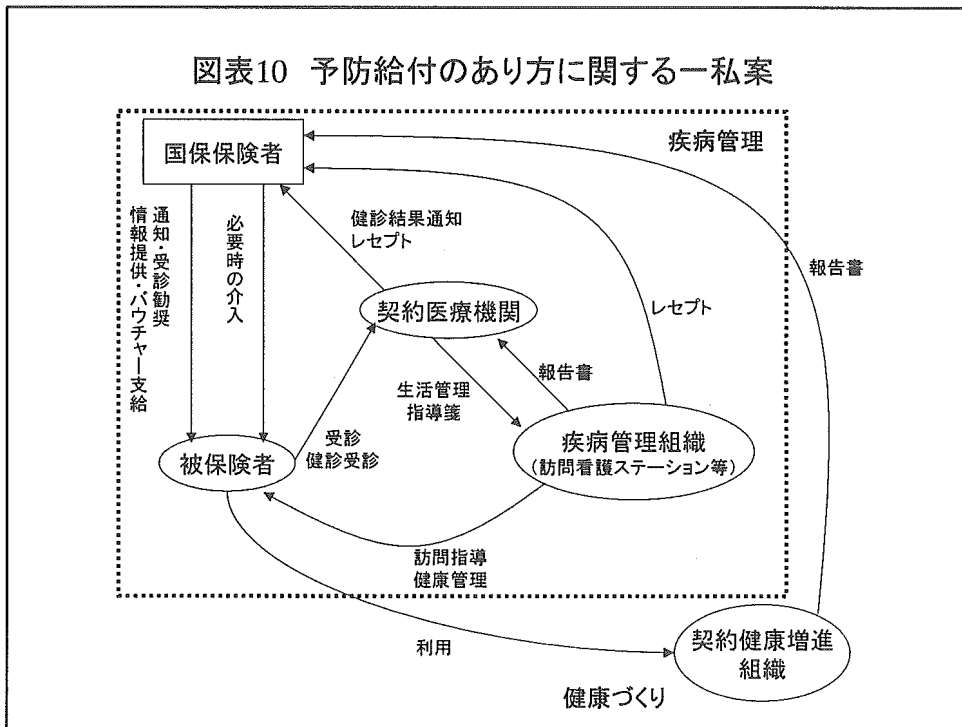 図表10 予防給付のあり方に関する一私案
疾病管理
国保保険者
通知・受診勧奨
情報提供・バウチャー支給
必要時の介入
健診結果通知
レセプト
報告書
契約医療機関
レセプト
報告書
生活管理
指導箋
受診
健診受診
被保険者
疾病管理組織
(訪問看護ステーション等)
訪問指導
健康管理
利用
契約健康増進
組織
健康づくり